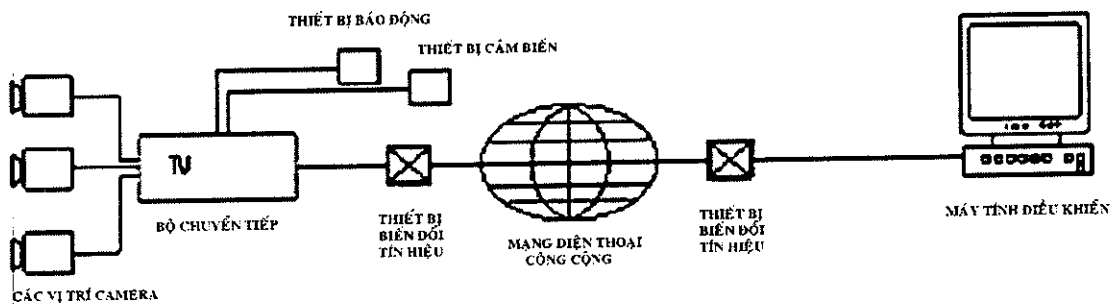 THIẾT BỊ BÁO ĐỘNG
THIẾT BỊ CẢM BIẾN
BỘ CHUYỂN TIẾP
THIẾT BỊ
BIẾN ĐỔI
TÍN HIỆU
MẠNG ĐIỆN THOẠI
CÔNG CỘNG
THIẾT BỊ
BIẾN ĐỔI
TÍN HIỆU
MÁY TÍNH ĐIỀU KHIỂN
CÁC VỊ TRÍ CAMERA